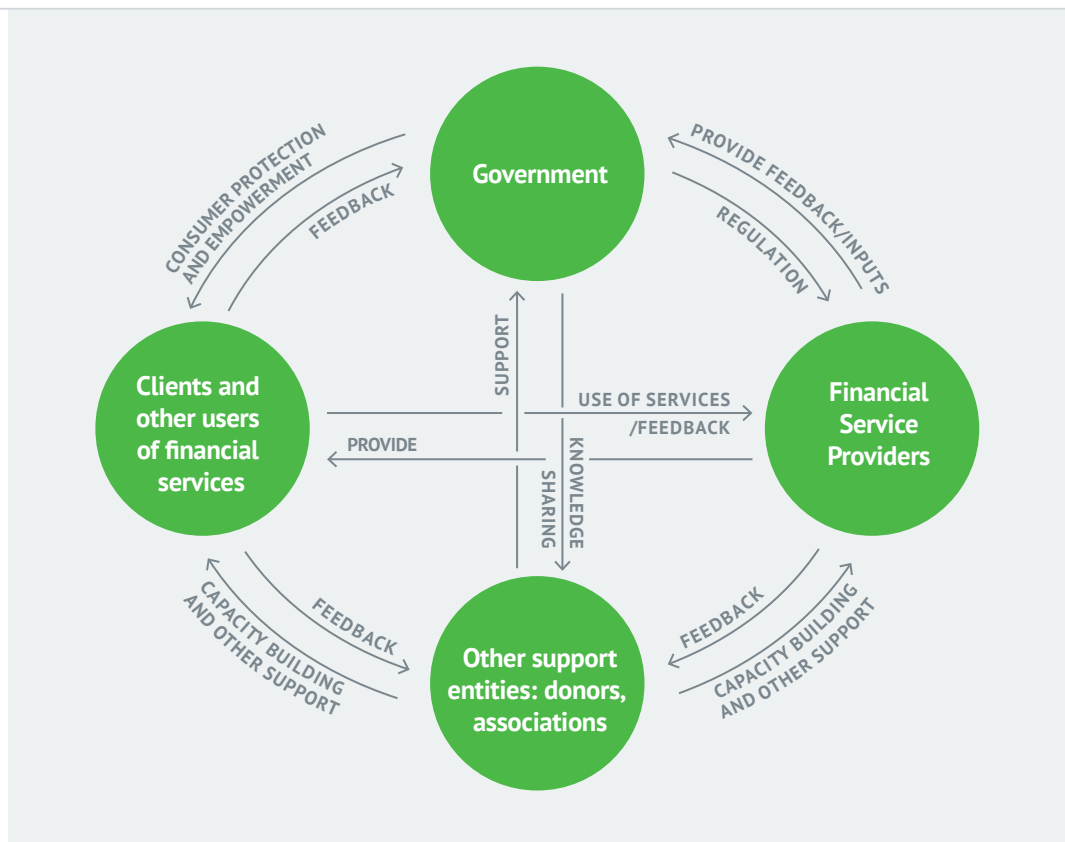 Government
CONSUMER PROTECTION
AND EMPOWERMENT
FEEDBACK
PROVIDE FEEDBACK/INPUTS
REGULATION
Clients and
other users
of financial
services
SUPPORT
USE OF SERVICES
/FEEDBACK
PROVIDE
KNOWLEDGE
SHARING
Financial
Service
Providers
FEEDBACK
CAPACITY BUILDING
AND OTHER SUPPORT
Other support
entities: donors,
associations
FEEDBACK
CAPACITY BUILDING
AND OTHER SUPPORT